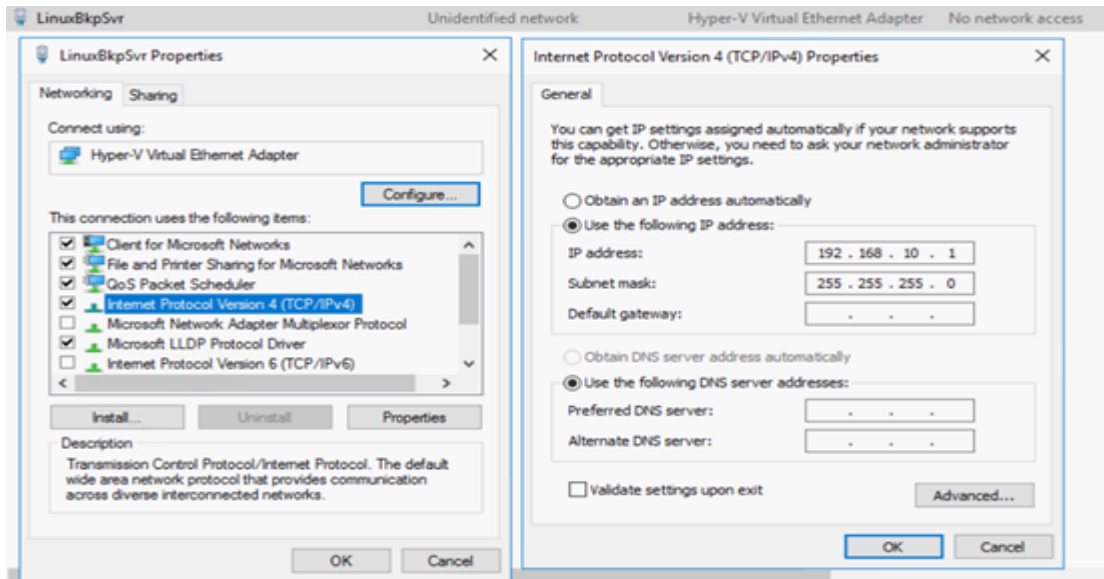 LinuxBkpSvr Unidentified network Hyper-V Virtual Ethernet Adapter No network access
LinuxBkpSvr Properties
Networking Sharing
Connect using:
Hyper-V Virtual Ethernet Adapter
Configure...
This connection uses the following items:
Client for Microsoft Networks
File and Printer Sharing for Microsoft Networks
QoS Packet Scheduler
Internet Protocol Version 4 (TCP/IPv4)
Microsoft Network Adapter Multiplexor Protocol
Microsoft LLDP Protocol Driver
Internet Protocol Version 6 (TCP/IPv6)
Install... Uninstall Properties
Description
Transmission Control Protocol/Internet Protocol. The default
wide area network protocol that provides communication
across diverse interconnected networks.
OK Cancel
Internet Protocol Version 4 (TCP/IPv4) Properties
General
You can get IP settings assigned automatically if your network supports
this capability. Otherwise, you need to ask your network administrator
for the appropriate IP settings.
Obtain an IP address automatically
Use the following IP address:
IP address: 192 . 168 . 10 . 1
Subnet mask: 255 . 255 . 255 . 0
Default gateway: . . .
Obtain DNS server address automatically
Use the following DNS server addresses:
Preferred DNS server: . . .
Alternate DNS server: . . .
Validate settings upon exit Advanced...
OK Cancel